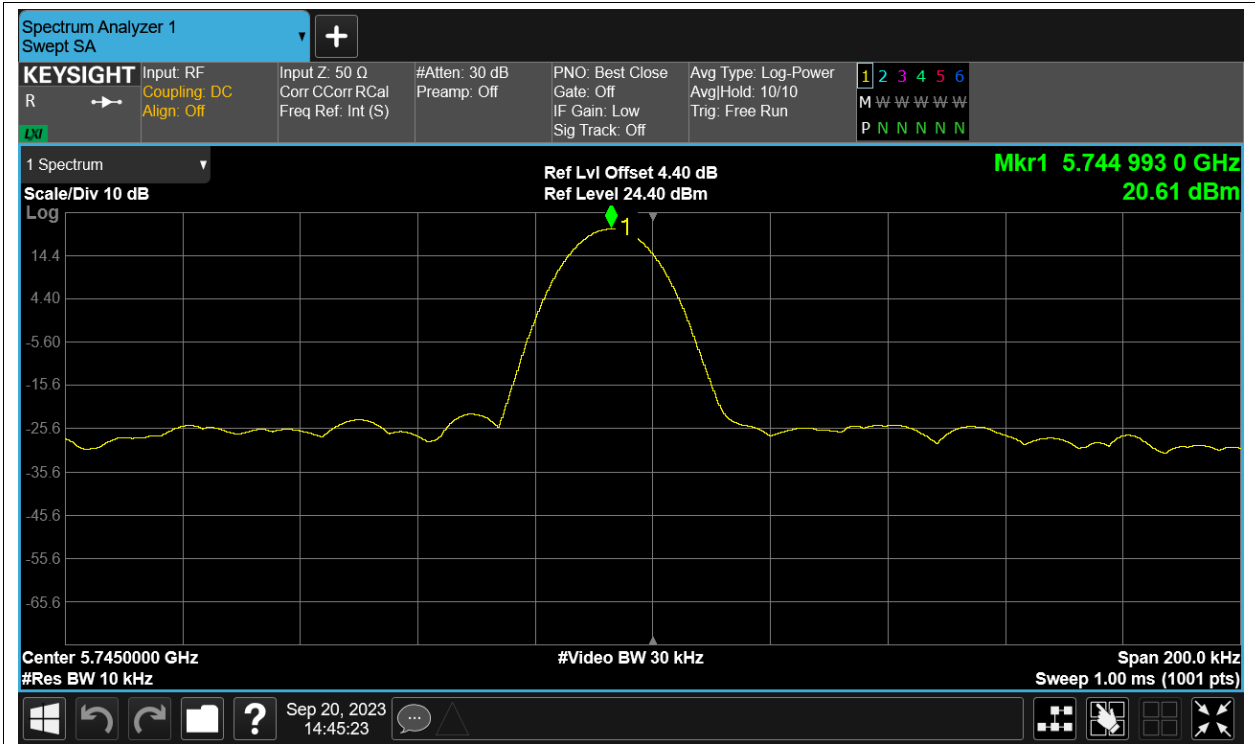 Spectrum Analyzer 1
Swept SA
KEYSIGHT
R
LXI
Input: RF
Coupling: DC
Align: Off
Input Z: 50 Ω
Corr CCorr RCal
Freq Ref: Int (S)
#Atten: 30 dB
Preamp: Off
PNO: Best Close
Gate: Off
IF Gain: Low
Sig Track: Off
Avg Type: Log-Power
Avg|Hold: 10/10
Trig: Free Run
1 2 3 4 5 6
M W W W W W
P N N N N N
1 Spectrum
Scale/Div 10 dB
Ref Lvl Offset 4.40 dB
Ref Level 24.40 dBm
Mkr1 5.744 993 0 GHz
20.61 dBm
Log
1
14.4
4.40
-5.60
-15.6
-25.6
-35.6
-45.6
-55.6
-65.6
Center 5.7450000 GHz
#Res BW 10 kHz
#Video BW 30 kHz
Span 200.0 kHz
Sweep 1.00 ms (1001 pts)
?
Sep 20, 2023
14:45:23